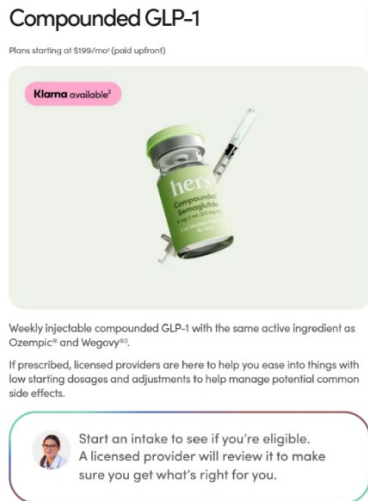 Compounded GLP-1
Plans starting at $199/mo¹ (paid upfront)
Klarna available²
hers
Compounded
Semaglutide
Weekly injectable compounded GLP-1 with the same active ingredient as
Ozempic® and Wegovy®³.
If prescribed, licensed providers are here to help you ease into things with
low starting dosages and adjustments to help manage potential common
side effects.
Start an intake to see if you're eligible.
A licensed provider will review it to make
sure you get what's right for you.